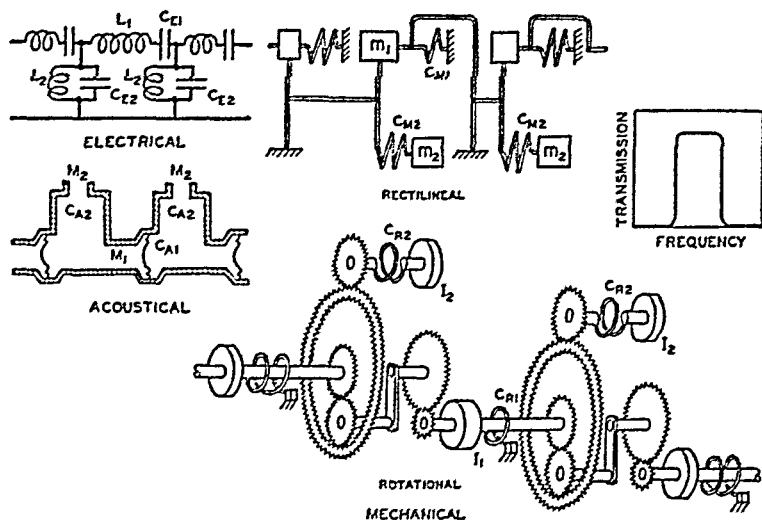 L1 CE1
L2 L2
CE2 CE2
ELECTRICAL
m1
CM1
CM2 CM2
m2 m2
RECTILINEAL
TRANSMISSION
FREQUENCY
M2 M2
CA2 CA2
M1 CA1
ACOUSTICAL
CR2
I2
CR2
I2
CR1
I1
ROTATIONAL
MECHANICAL